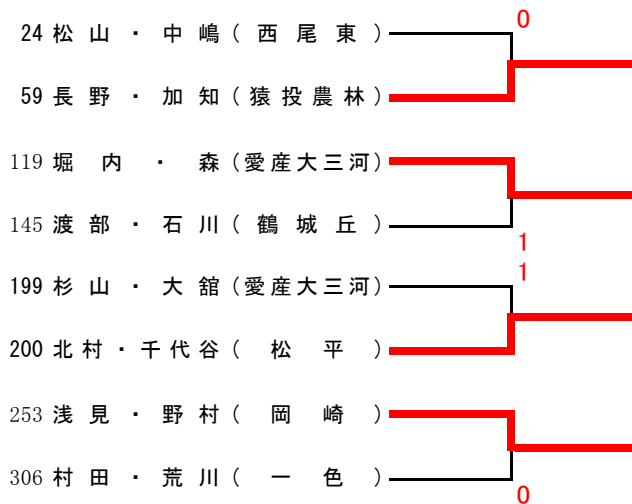 0
24 松山・中嶋(西尾東)
59 長野・加知(猿投農林)
119 堀内・森(愛産大三河)
145 渡部・石川(鶴城丘)
1
1
199 杉山・大舘(愛産大三河)
200 北村・千代谷(松平)
253 浅見・野村(岡崎)
306 村田・荒川(一色)
0